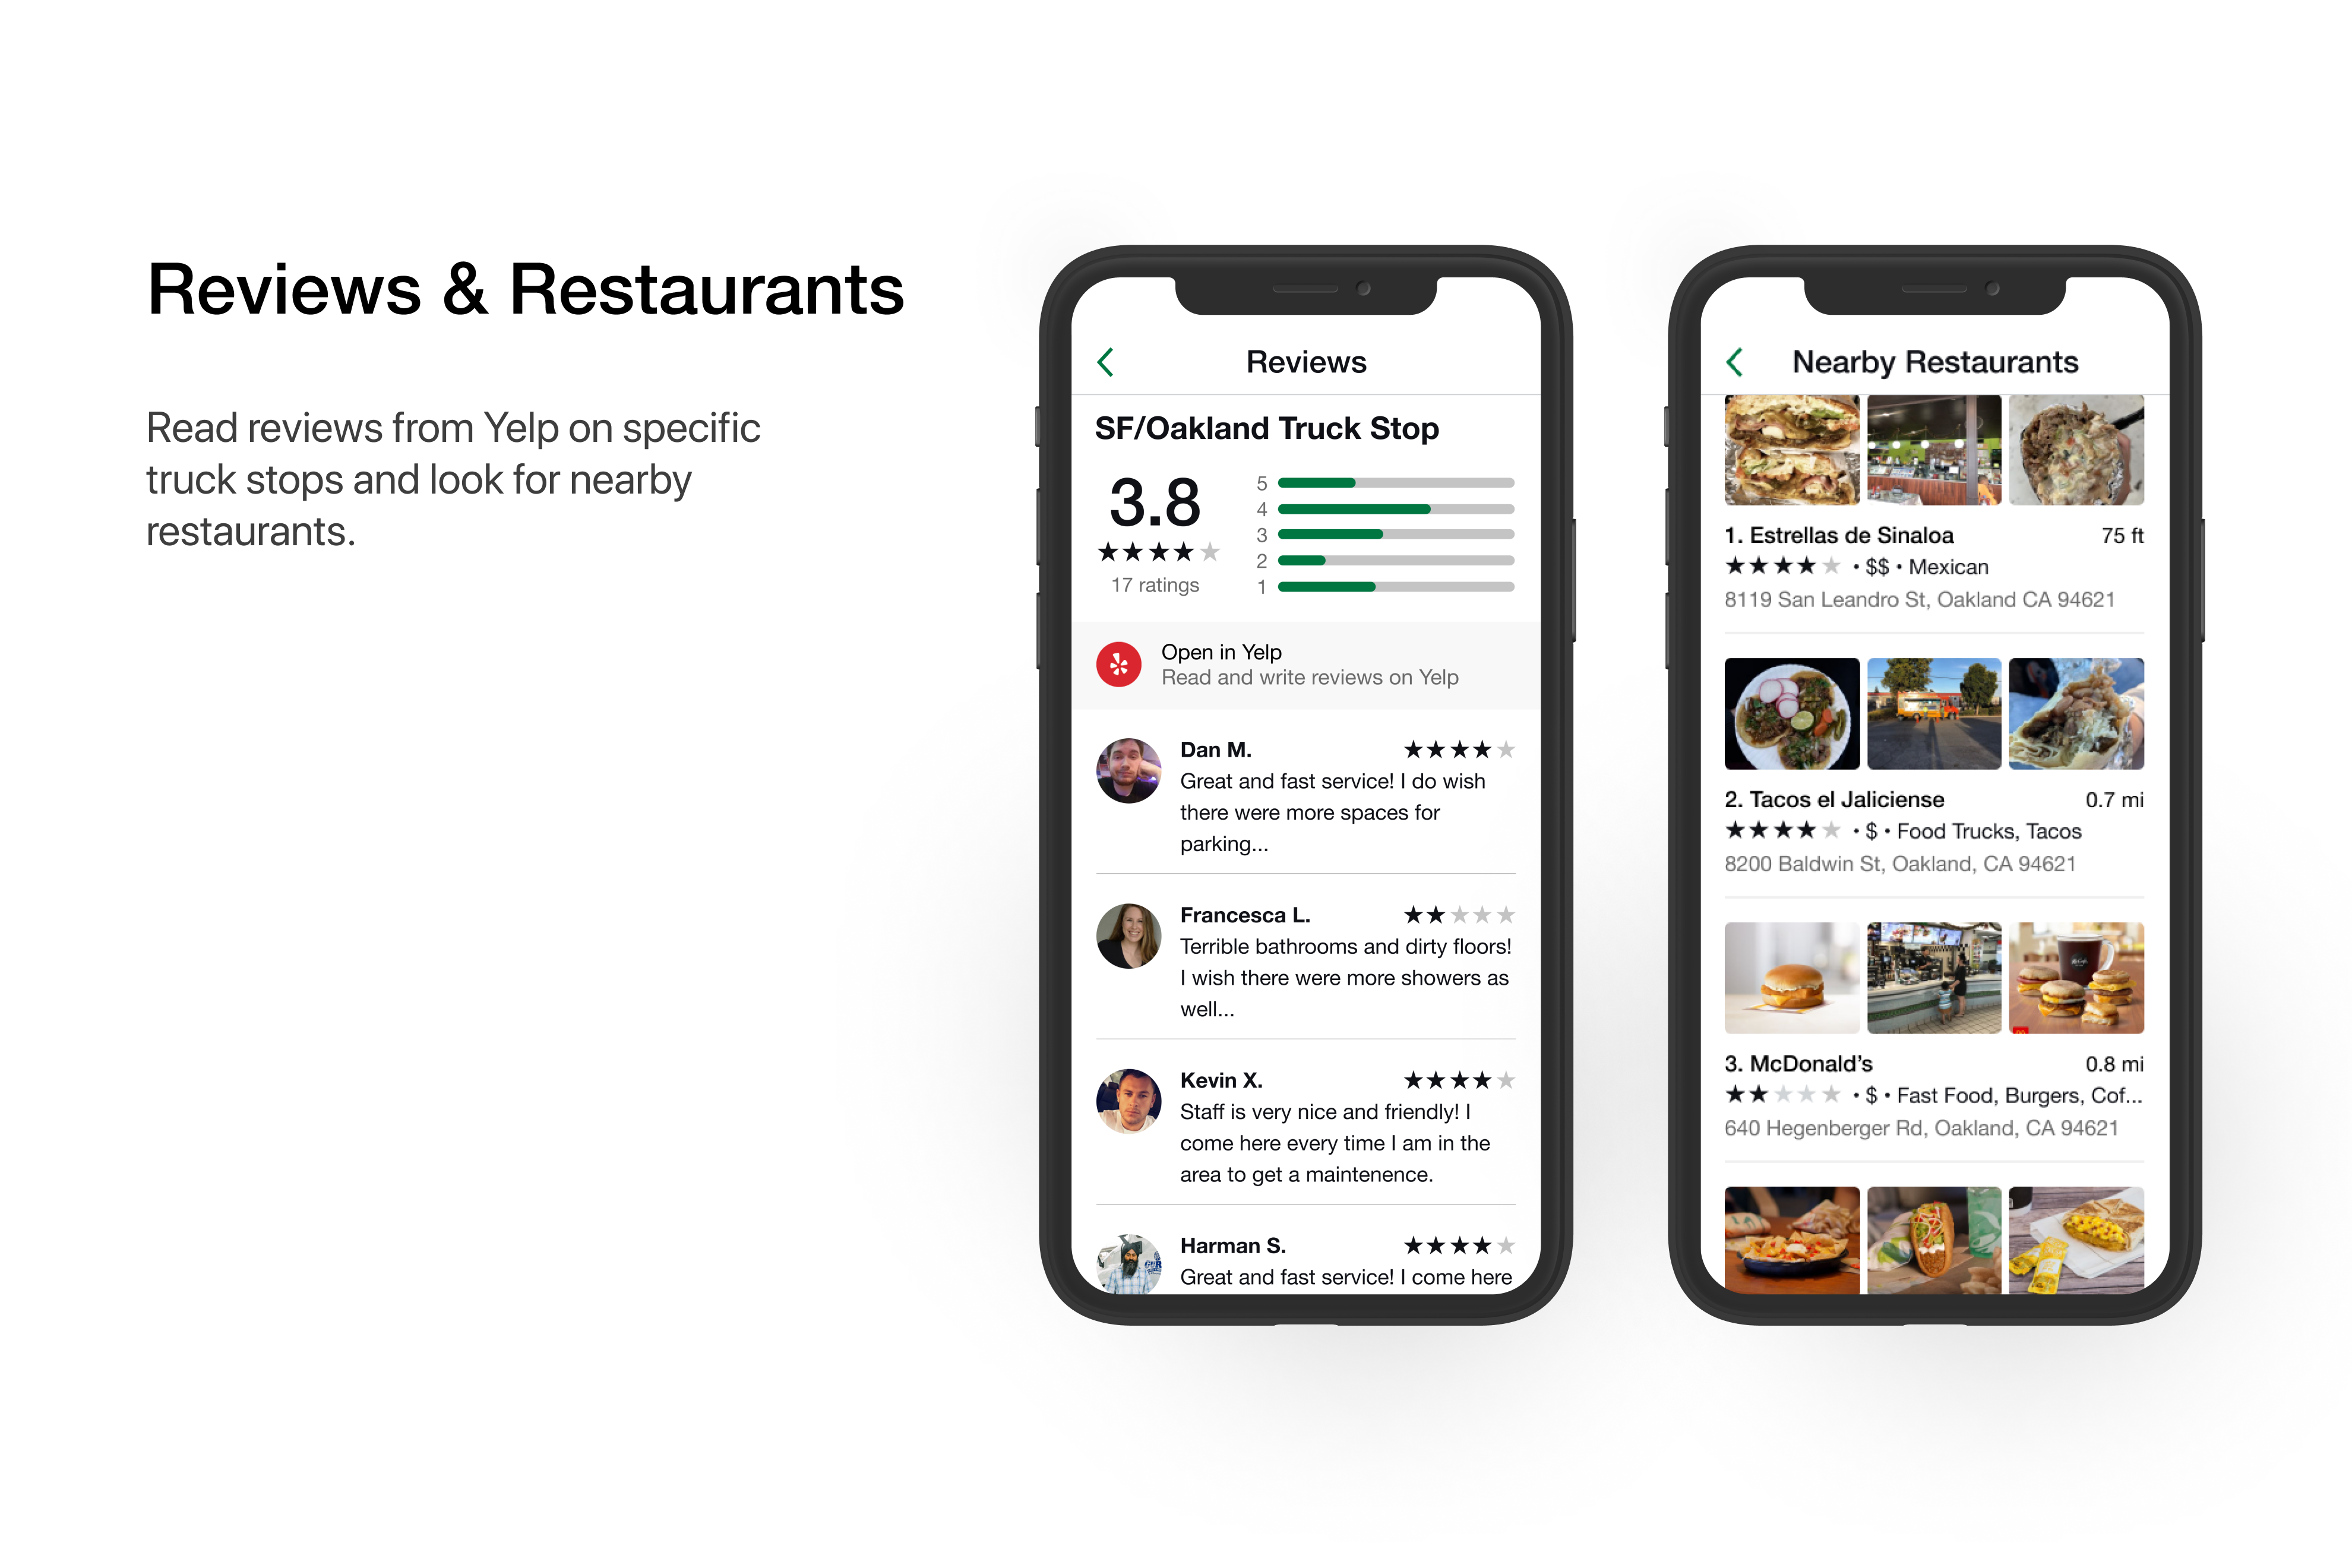 Reviews & Restaurants
Read reviews from Yelp on specific
truck stops and look for nearby
restaurants.
Reviews
SF/Oakland Truck Stop
3.8
17 ratings
5
4
3
2
1
Open in Yelp
Read and write reviews on Yelp
Dan M.
Great and fast service! I do wish
there were more spaces for
parking...
Francesca L.
Terrible bathrooms and dirty floors!
I wish there were more showers as
well...
Kevin X.
Staff is very nice and friendly! I
come here every time I am in the
area to get a maintenence.
Harman S.
Great and fast service! I come here
Nearby Restaurants
1. Estrellas de Sinaloa 75 ft
• $$ • Mexican
8119 San Leandro St, Oakland CA 94621
2. Tacos el Jaliciense 0.7 mi
• $ • Food Trucks, Tacos
8200 Baldwin St, Oakland, CA 94621
3. McDonald’s 0.8 mi
• $ • Fast Food, Burgers, Cof...
640 Hegenberger Rd, Oakland, CA 94621